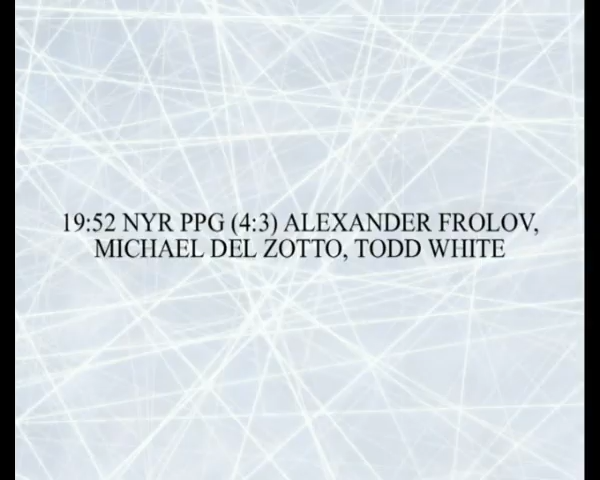 19:52 NYR PPG (4:3) ALEXANDER FROLOV,
MICHAEL DEL ZOTTO, TODD WHITE